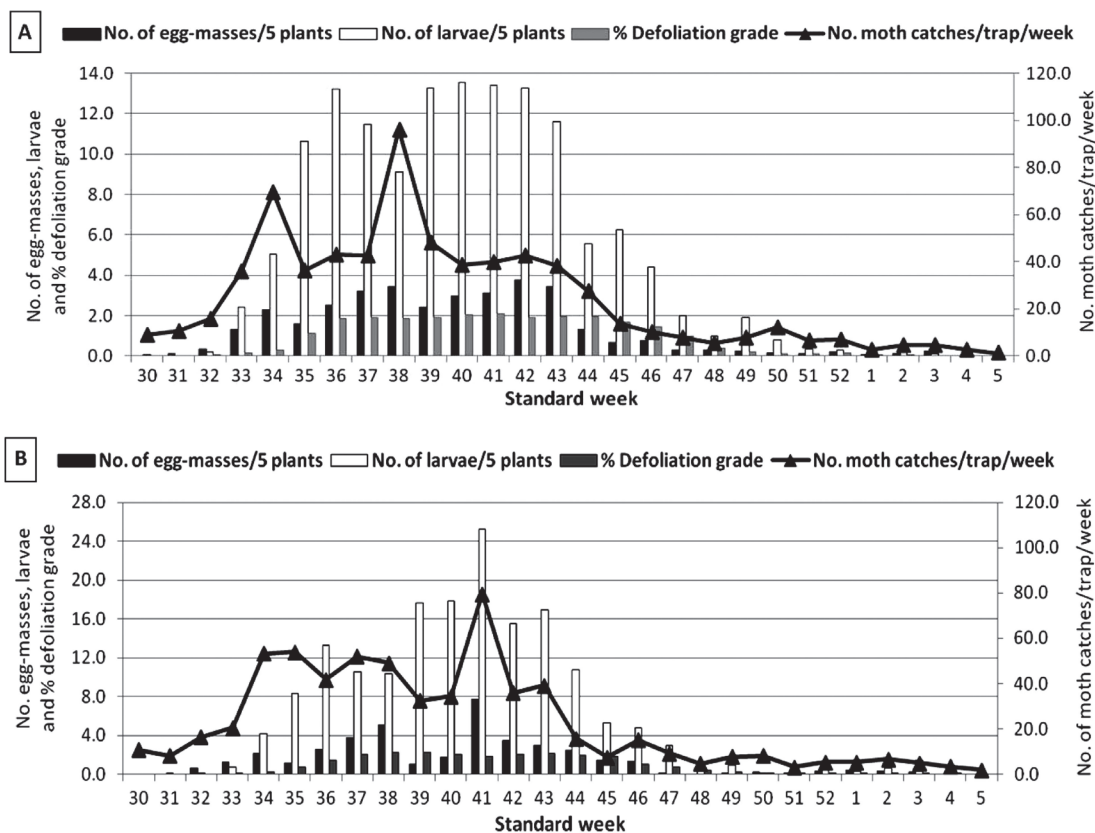 A
No. of egg-masses/5 plants No. of larvae/5 plants % Defoliation grade No. moth catches/trap/week
No. of egg-masses, larvae
and % defoliation grade
14.0
12.0
10.0
8.0
6.0
4.0
2.0
0.0
120.0
100.0
80.0
60.0
40.0
20.0
0.0
No. moth catches/trap/week
30 31 32 33 34 35 36 37 38 39 40 41 42 43 44 45 46 47 48 49 50 51 52 1 2 3 4 5
Standard week
B
No. of egg-masses/5 plants No. of larvae/5 plants % Defoliation grade No. moth catches/trap/week
No. egg-masses, larvae
and % defoliation grade
28.0
24.0
20.0
16.0
12.0
8.0
4.0
0.0
120.0
100.0
80.0
60.0
40.0
20.0
0.0
No. of moth catches/trap/week
30 31 32 33 34 35 36 37 38 39 40 41 42 43 44 45 46 47 48 49 50 51 52 1 2 3 4 5
Standard week